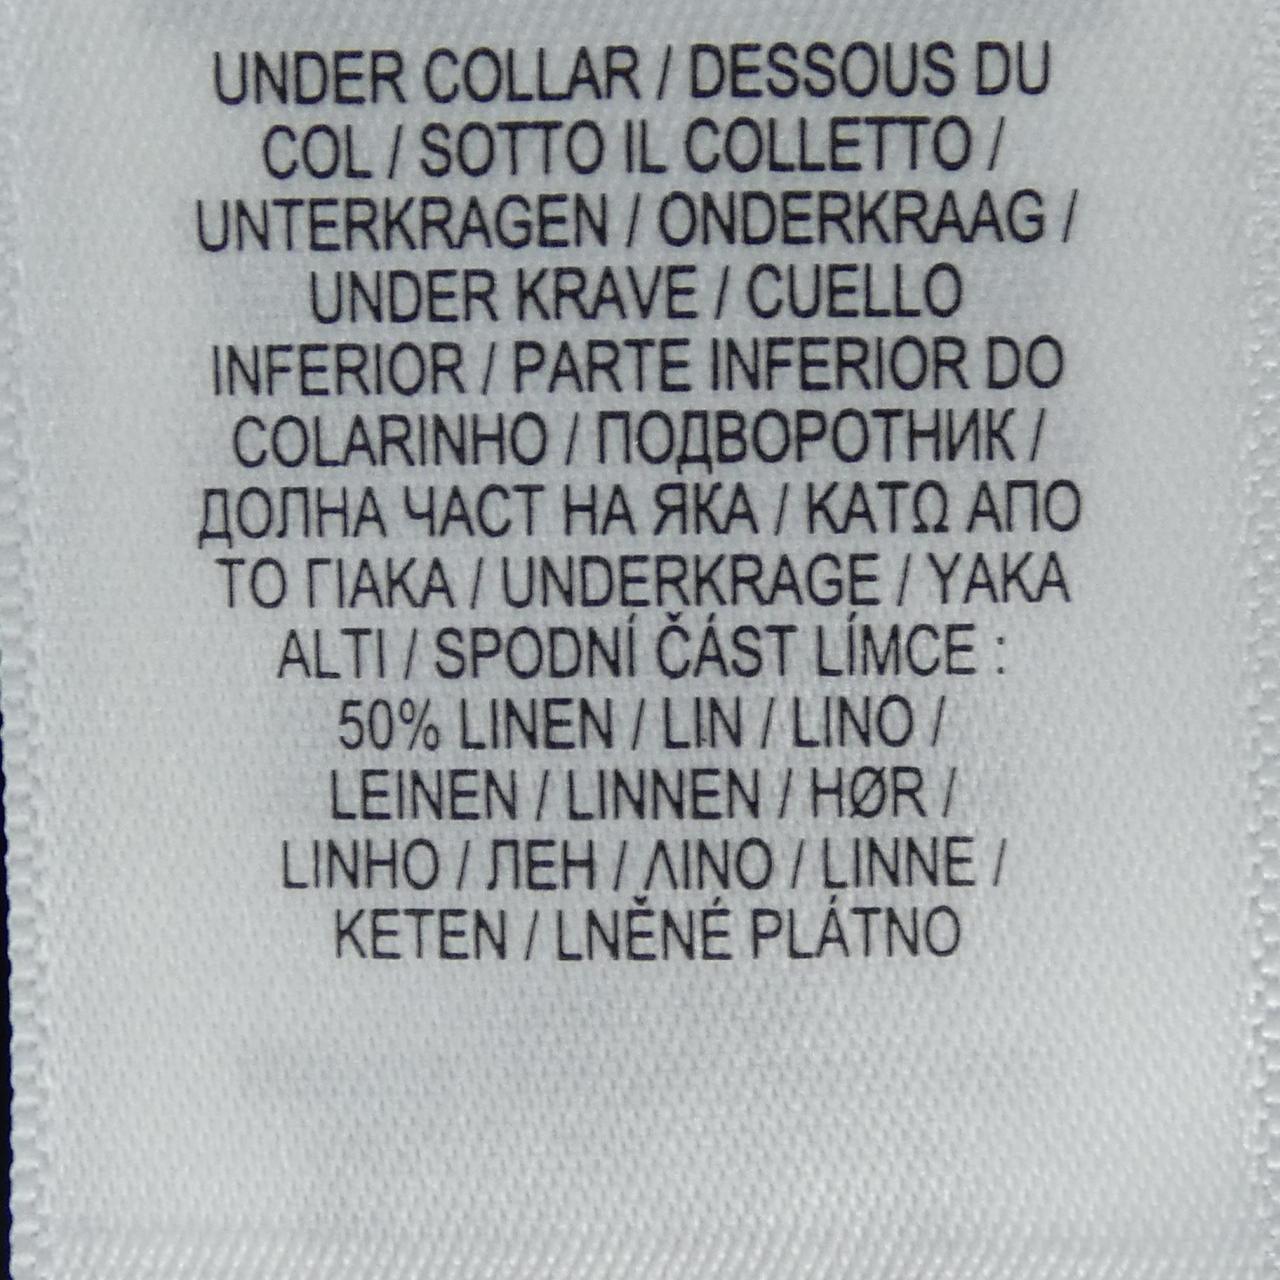 UNDER COLLAR / DESSOUS DU
COL / SOTTO IL COLLETTO /
UNTERKRAGEN / ONDERKRAAG /
UNDER KRAVE / CUELLO
INFERIOR / PARTE INFERIOR DO
COLARINHO / ПОДВОРОТНИК /
ДОЛНА ЧАСТ НА ЯКА / ΚΑΤΩ ΑΠΟ
ΤΟ ΓΙΑΚΑ / UNDERKRAGE / YAKA
ALTI / SPODNÍ ČÁST LÍMCE :
50% LINEN / LIN / LINO /
LEINEN / LINNEN / HØR /
LINHO / ЛЕН / ΛΙΝΟ / LINNE /
KETEN / LNĚNÉ PLÁTNO